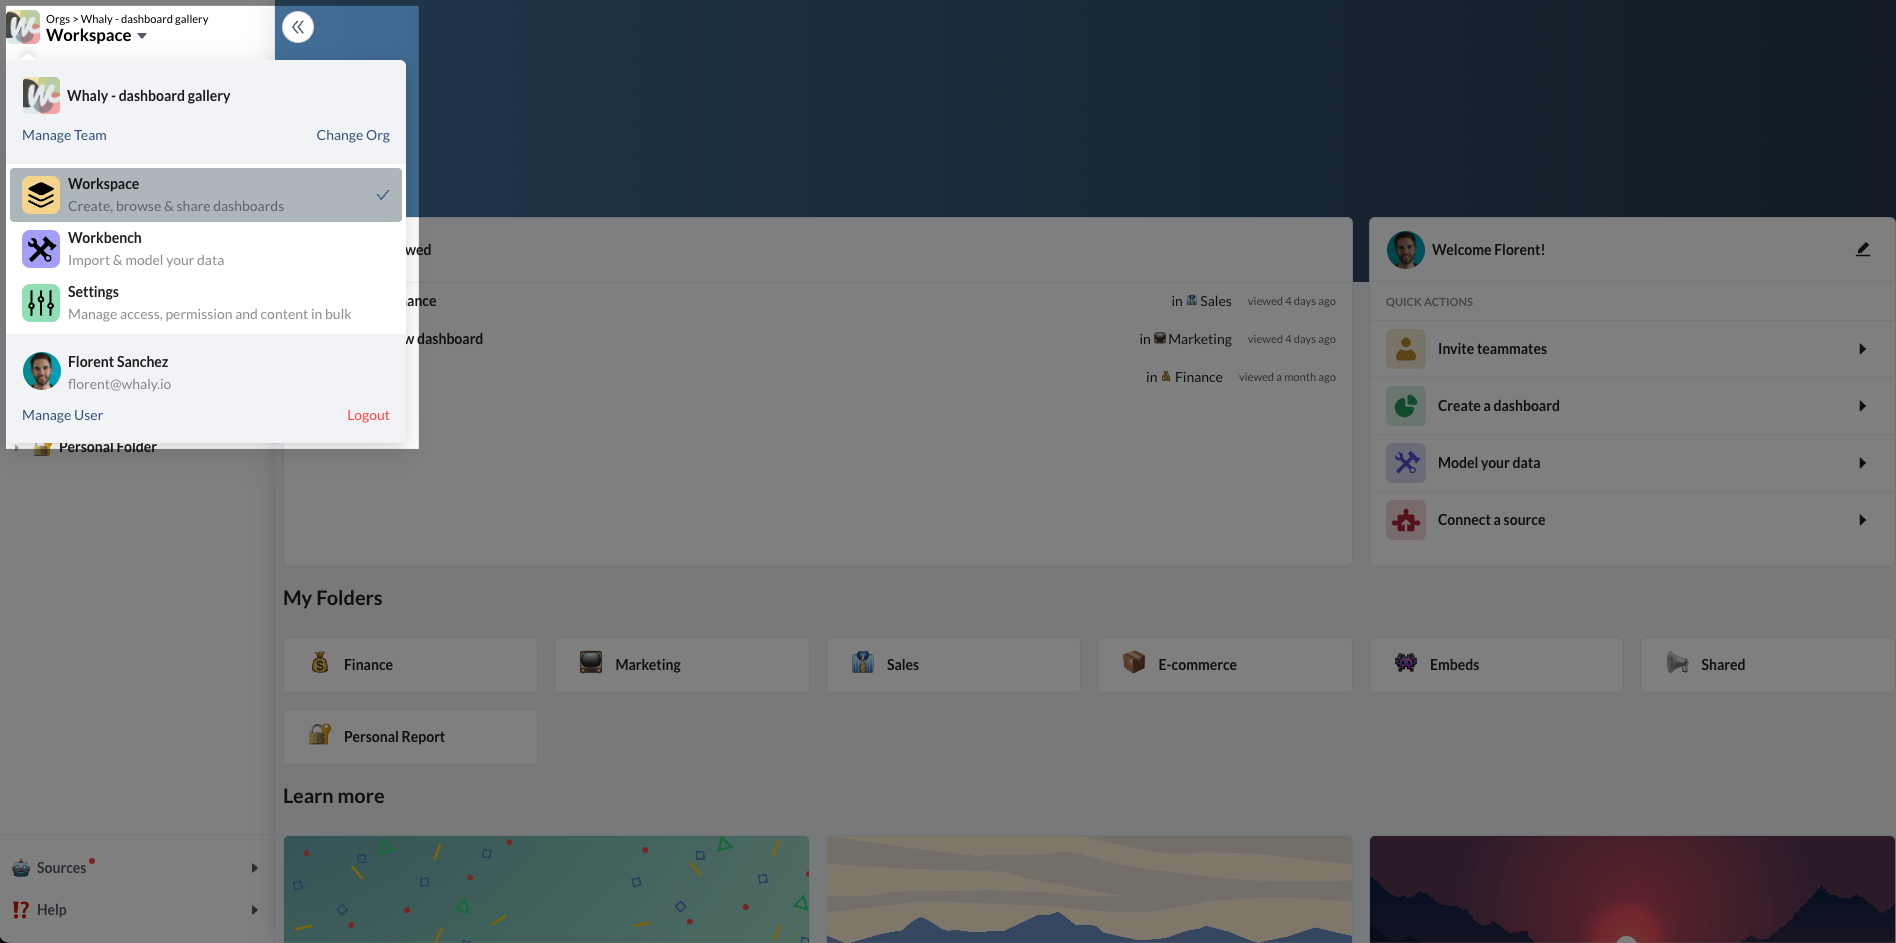 Orgs > Whaly - dashboard gallery
Workspace
Whaly - dashboard gallery
Manage Team
Change Org
Workspace
Create, browse & share dashboards
Workbench
Import & model your data
Settings
Manage access, permission and content in bulk
Florent Sanchez
florent@whaly.io
Manage User
Logout
Personal Folder
Sources
Help
in Sales viewed 4 days ago
dashboard
in Marketing viewed 4 days ago
in Finance viewed a month ago
Welcome Florent!
QUICK ACTIONS
Invite teammates
Create a dashboard
Model your data
Connect a source
My Folders
Finance
Marketing
Sales
E-commerce
Embeds
Shared
Personal Report
Learn more